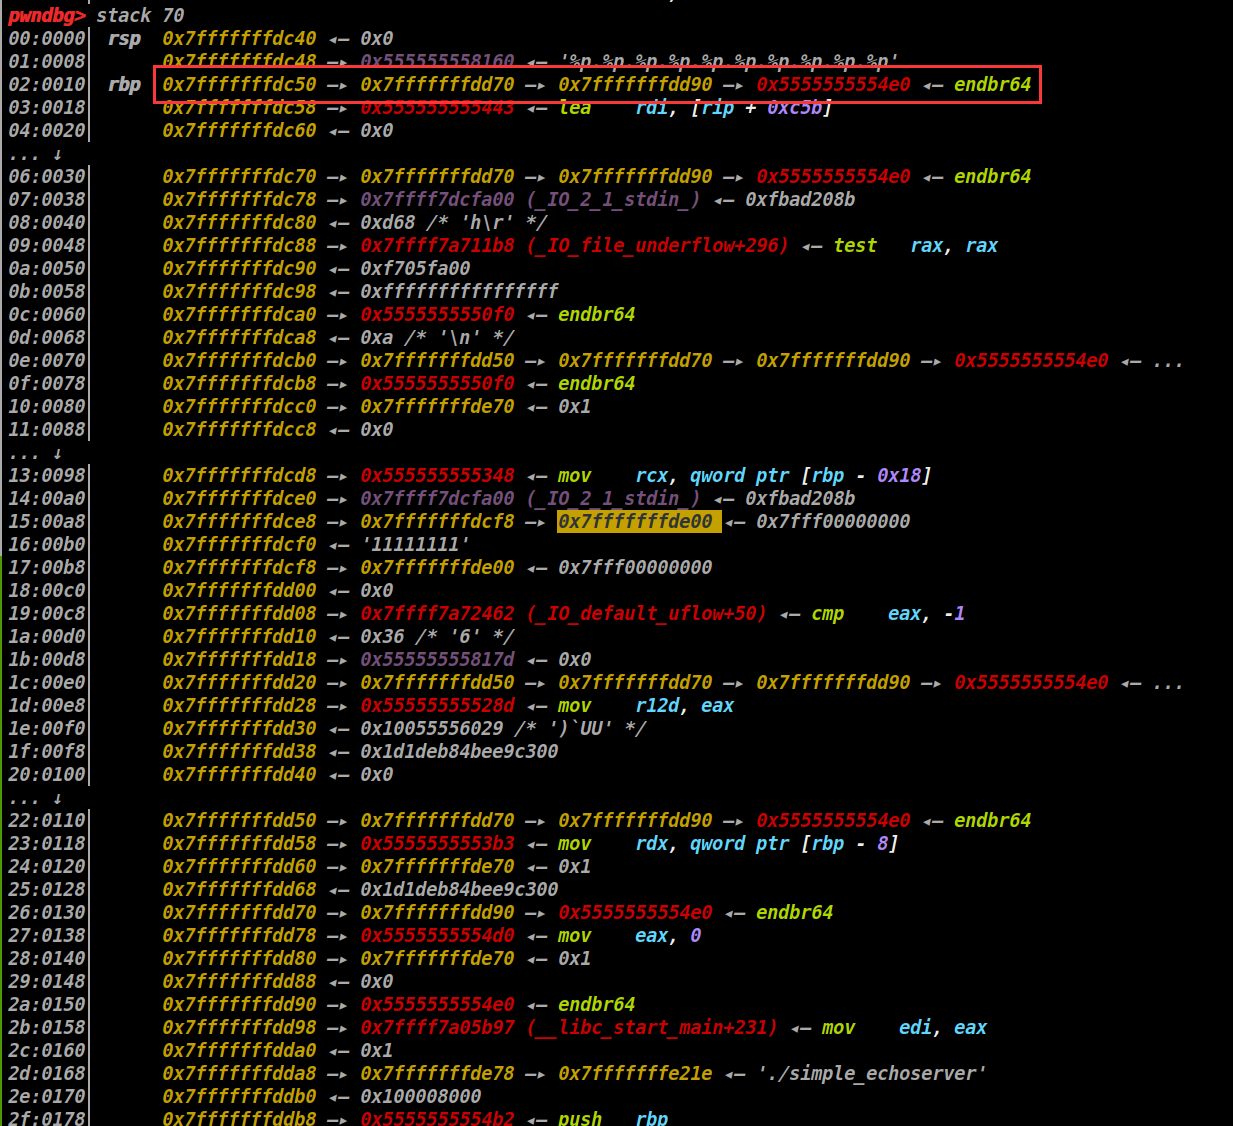 pwndbg> stack 70
00:0000│ rsp 0x7fffffffdc40 ◂— 0x0
01:0008│ 0x7fffffffdc48 —▸ 0x555555558160 ◂— '%p.%p.%p.%p.%p.%p.%p.%p.%p.%p'
02:0010│ rbp 0x7fffffffdc50 —▸ 0x7fffffffdd70 —▸ 0x7fffffffdd90 —▸ 0x5555555554e0 ◂— endbr64
03:0018│ 0x7fffffffdc58 —▸ 0x555555555443 ◂— lea rdi, [rip + 0xc5b]
04:0020│ 0x7fffffffdc60 ◂— 0x0
... ↓
06:0030│ 0x7fffffffdc70 —▸ 0x7fffffffdd70 —▸ 0x7fffffffdd90 —▸ 0x5555555554e0 ◂— endbr64
07:0038│ 0x7fffffffdc78 —▸ 0x7ffff7dcfa00 (_IO_2_1_stdin_) ◂— 0xfbad208b
08:0040│ 0x7fffffffdc80 ◂— 0xd68 /* 'h\r' */
09:0048│ 0x7fffffffdc88 —▸ 0x7ffff7a711b8 (_IO_file_underflow+296) ◂— test rax, rax
0a:0050│ 0x7fffffffdc90 ◂— 0xf705fa00
0b:0058│ 0x7fffffffdc98 ◂— 0xffffffffffffffff
0c:0060│ 0x7fffffffdca0 —▸ 0x5555555550f0 ◂— endbr64
0d:0068│ 0x7fffffffdca8 ◂— 0xa /* '\n' */
0e:0070│ 0x7fffffffdcb0 —▸ 0x7fffffffdd50 —▸ 0x7fffffffdd70 —▸ 0x7fffffffdd90 —▸ 0x5555555554e0 ◂— ...
0f:0078│ 0x7fffffffdcb8 —▸ 0x5555555550f0 ◂— endbr64
10:0080│ 0x7fffffffdcc0 —▸ 0x7fffffffde70 ◂— 0x1
11:0088│ 0x7fffffffdcc8 ◂— 0x0
... ↓
13:0098│ 0x7fffffffdcd8 —▸ 0x555555555348 ◂— mov rcx, qword ptr [rbp - 0x18]
14:00a0│ 0x7fffffffdce0 —▸ 0x7ffff7dcfa00 (_IO_2_1_stdin_) ◂— 0xfbad208b
15:00a8│ 0x7fffffffdce8 —▸ 0x7fffffffdcf8 —▸ 0x7fffffffde00 ◂— 0x7fff00000000
16:00b0│ 0x7fffffffdcf0 ◂— '11111111'
17:00b8│ 0x7fffffffdcf8 —▸ 0x7fffffffde00 ◂— 0x7fff00000000
18:00c0│ 0x7fffffffdd00 ◂— 0x0
19:00c8│ 0x7fffffffdd08 —▸ 0x7ffff7a72462 (_IO_default_uflow+50) ◂— cmp eax, -1
1a:00d0│ 0x7fffffffdd10 ◂— 0x36 /* '6' */
1b:00d8│ 0x7fffffffdd18 —▸ 0x55555555817d ◂— 0x0
1c:00e0│ 0x7fffffffdd20 —▸ 0x7fffffffdd50 —▸ 0x7fffffffdd70 —▸ 0x7fffffffdd90 —▸ 0x5555555554e0 ◂— ...
1d:00e8│ 0x7fffffffdd28 —▸ 0x55555555528d ◂— mov r12d, eax
1e:00f0│ 0x7fffffffdd30 ◂— 0x10055556029 /* ')`UU' */
1f:00f8│ 0x7fffffffdd38 ◂— 0x1d1deb84bee9c300
20:0100│ 0x7fffffffdd40 ◂— 0x0
... ↓
22:0110│ 0x7fffffffdd50 —▸ 0x7fffffffdd70 —▸ 0x7fffffffdd90 —▸ 0x5555555554e0 ◂— endbr64
23:0118│ 0x7fffffffdd58 —▸ 0x5555555553b3 ◂— mov rdx, qword ptr [rbp - 8]
24:0120│ 0x7fffffffdd60 —▸ 0x7fffffffde70 ◂— 0x1
25:0128│ 0x7fffffffdd68 ◂— 0x1d1deb84bee9c300
26:0130│ 0x7fffffffdd70 —▸ 0x7fffffffdd90 —▸ 0x5555555554e0 ◂— endbr64
27:0138│ 0x7fffffffdd78 —▸ 0x5555555554d0 ◂— mov eax, 0
28:0140│ 0x7fffffffdd80 —▸ 0x7fffffffde70 ◂— 0x1
29:0148│ 0x7fffffffdd88 ◂— 0x0
2a:0150│ 0x7fffffffdd90 —▸ 0x5555555554e0 ◂— endbr64
2b:0158│ 0x7fffffffdd98 —▸ 0x7ffff7a05b97 (__libc_start_main+231) ◂— mov edi, eax
2c:0160│ 0x7fffffffdda0 ◂— 0x1
2d:0168│ 0x7fffffffdda8 —▸ 0x7fffffffde78 —▸ 0x7fffffffe21e ◂— './simple_echoserver'
2e:0170│ 0x7fffffffddb0 ◂— 0x100008000
2f:0178│ 0x7fffffffddb8 —▸ 0x5555555554b2 ◂— push rbp